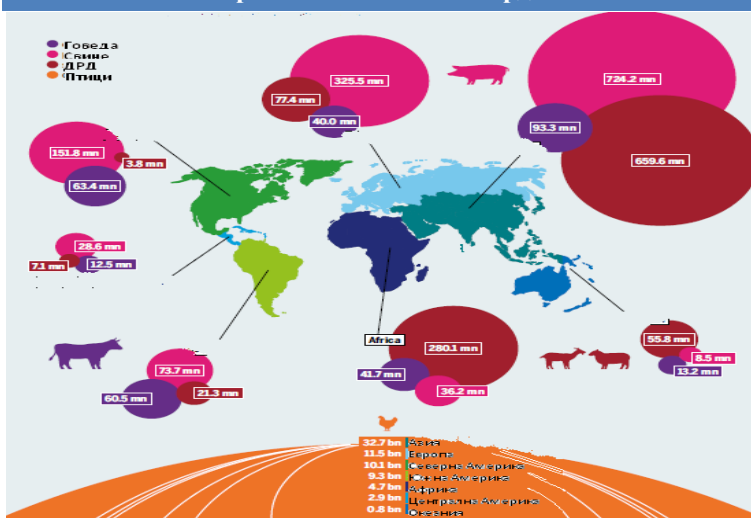 Говеда
Свине
ДРД
Птици
325.5 mn
77.4 mn
40.0 mn
724.2 mn
93.3 mn
659.6 mn
151.8 mn
3.8 mn
63.4 mn
28.6 mn
7.1 mn
12.5 mn
73.7 mn
60.5 mn
21.3 mn
Africa
280.1 mn
41.7 mn
36.2 mn
55.8 mn
8.5 mn
13.2 mn
32.7 bn Азия
11.5 bn Европа
10.1 bn Северна Америка
9.3 bn Южна Америка
4.7 bn Африка
2.9 bn Централна Америка
0.8 bn Океания